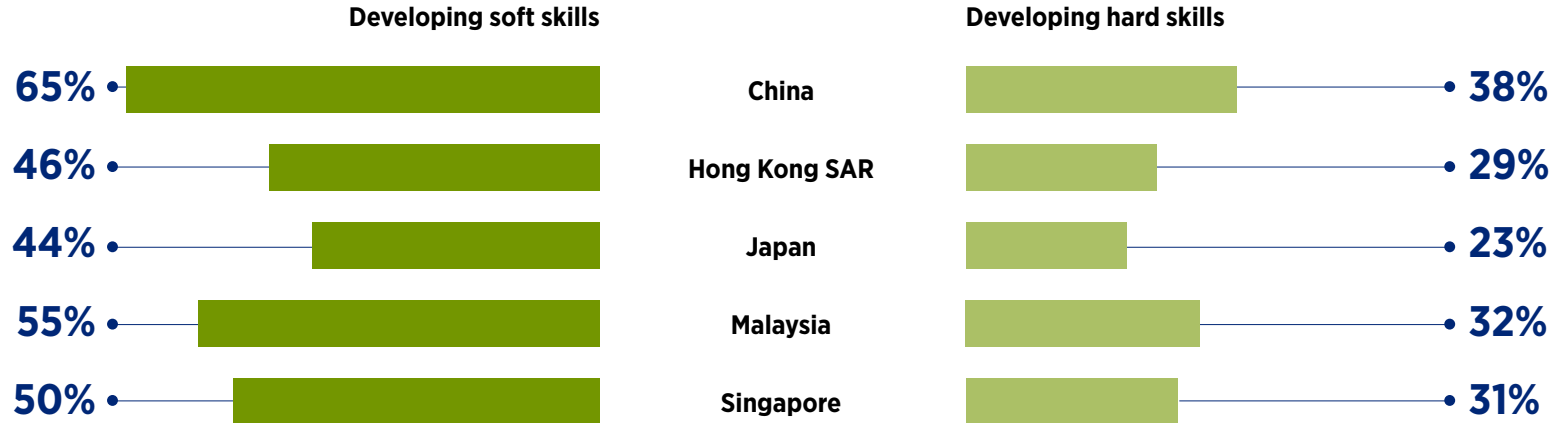 Developing soft skills Developing hard skills
65% China 38%
46% Hong Kong SAR 29%
44% Japan 23%
55% Malaysia 32%
50% Singapore 31%